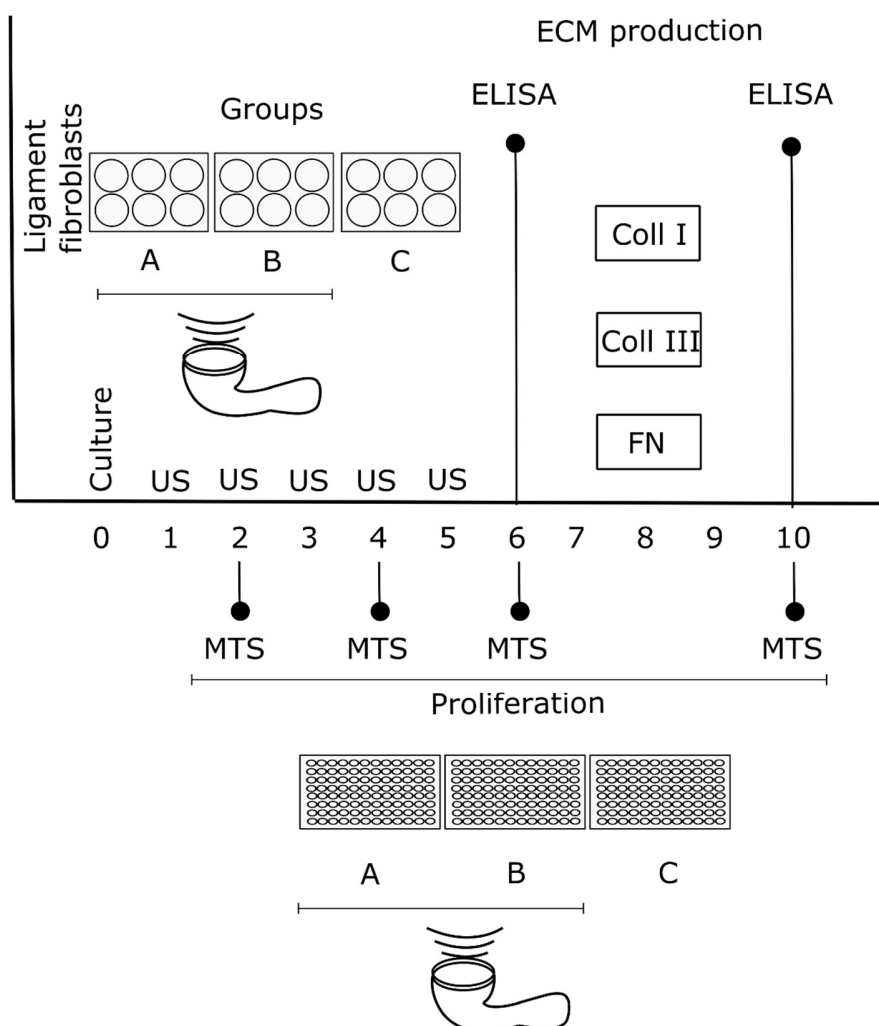 ECM production
ELISA ELISA
Groups
Ligament
fibroblasts
A B C
Coll I
Coll III
FN
Culture
US US US US US
0 1 2 3 4 5 6 7 8 9 10
MTS MTS MTS MTS
Proliferation
A B C